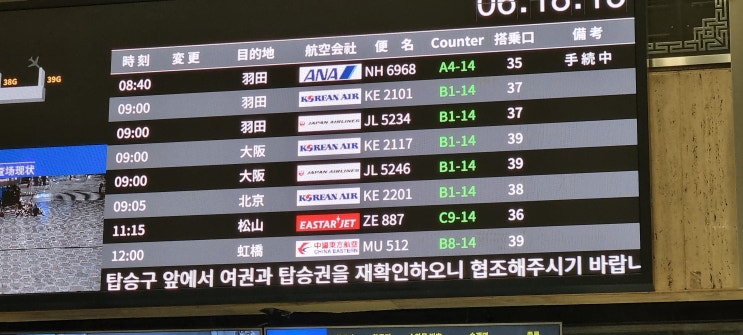 06:18:10
38G
39G
時刻 変更 目的地 航空会社 便名 Counter 搭乗口 備考
08:40 羽田 ANA NH 6968 A4-14 35 手続中
09:00 羽田 KOREAN AIR KE 2101 B1-14 37
09:00 羽田 JAPAN AIRLINES JL 5234 B1-14 37
09:00 大阪 KOREAN AIR KE 2117 B1-14 39
09:00 大阪 JAPAN AIRLINES JL 5246 B1-14 39
09:05 北京 KOREAN AIR KE 2201 B1-14 38
11:15 松山 EASTAR JET ZE 887 C9-14 36
12:00 虹橋 中國東方航空 CHINA EASTERN MU 512 B8-14 39
场现状
탑승구 앞에서 여권과 탑승권을 재확인하오니 협조해주시기 바랍니